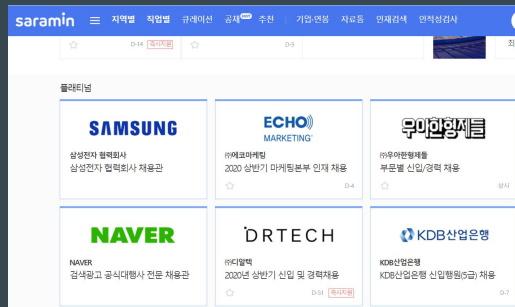 saramin 지역별 직업별 큐레이션 공채 추천 기업·연봉 자료통 인재검색 인적성검사
D-14 즉시지원 D-3
플래티넘
SAMSUNG ECHO MARKETING 우아한형제들
삼성전자 협력회사 ㈜에코마케팅 ㈜우아한형제들
삼성전자 협력회사 채용관 2020 상반기 마케팅본부 인재 채용 부문별 신입/경력 채용
D-4 상시
NAVER DRTECH KDB산업은행
NAVER ㈜디알텍 KDB산업은행
검색광고 공식대행사 전문 채용관 2020년 상반기 신입 및 경력채용 KDB산업은행 신입행원(5급) 채용
D-51 즉시지원 D-7